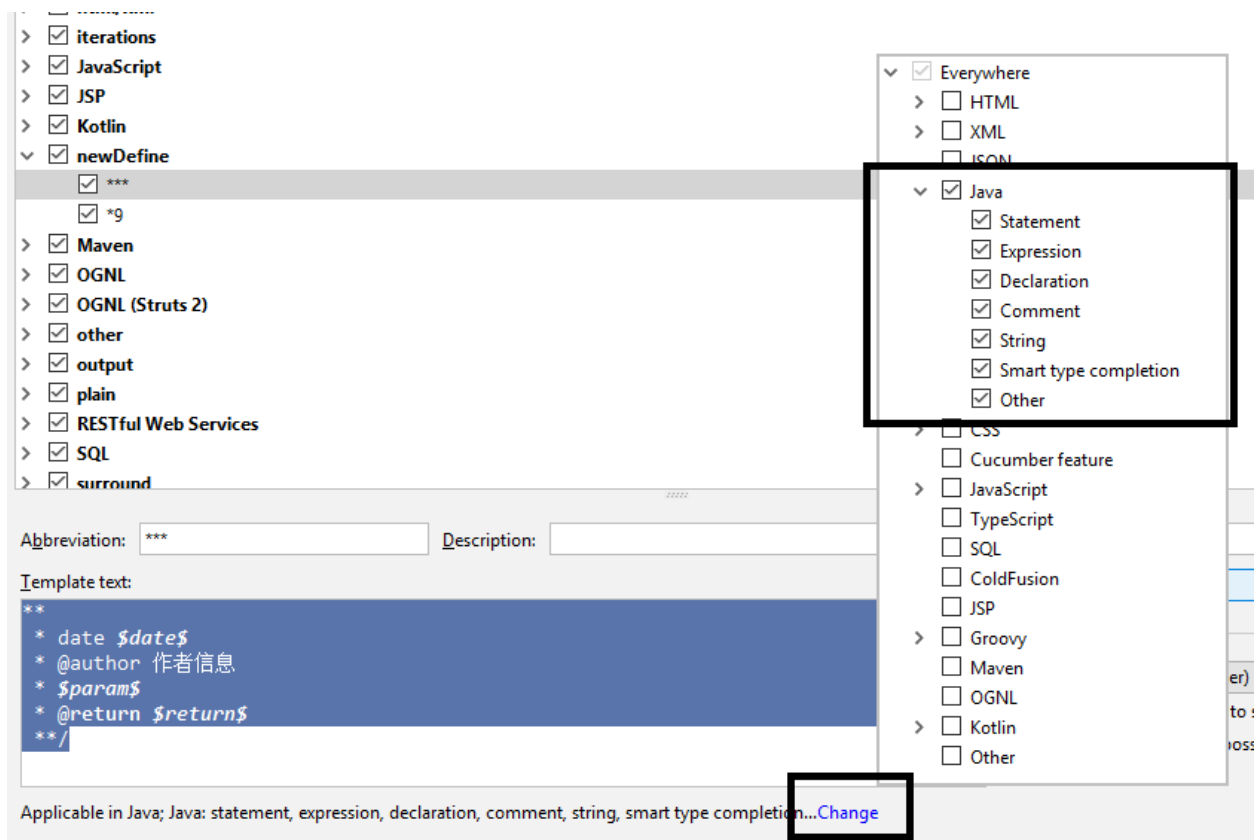 iterations
JavaScript
JSP
Kotlin
newDefine
***
*9
Maven
OGNL
OGNL (Struts 2)
other
output
plain
RESTful Web Services
SQL
surround
Everywhere
HTML
XML
JSON
Java
Statement
Expression
Declaration
Comment
String
Smart type completion
Other
CSS
Cucumber feature
JavaScript
TypeScript
SQL
ColdFusion
JSP
Groovy
Maven
OGNL
Kotlin
Other
Abbreviation: *** Description:
Template text:
**
* date $date$
* @author 作者信息
* $param$
* @return $return$
**/
er)
to s
Applicable in Java; Java: statement, expression, declaration, comment, string, smart type completion...Change